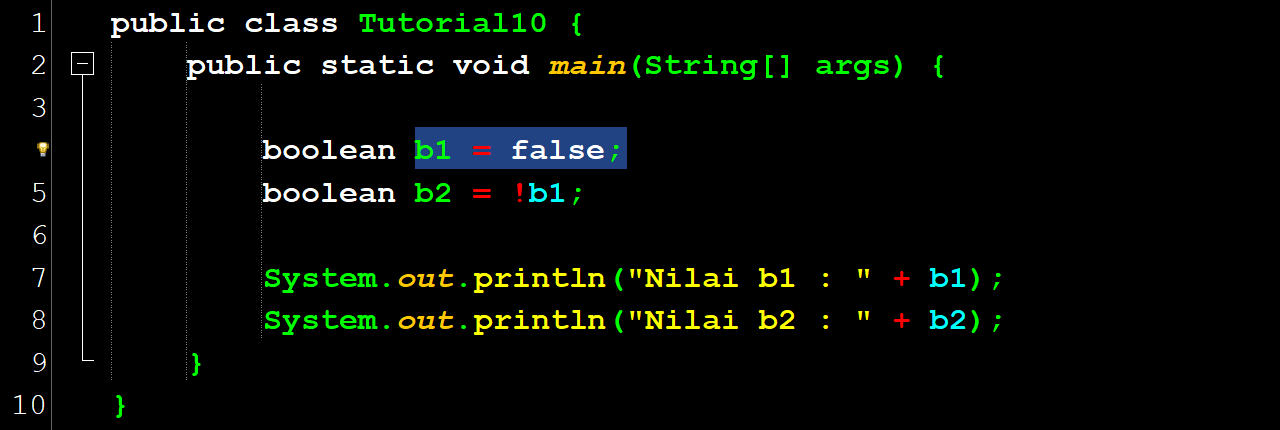 1 public class Tutorial10 {
2 public static void main(String[] args) {
3
boolean b1 = false;
5 boolean b2 = !b1;
6
7 System.out.println("Nilai b1 : " + b1);
8 System.out.println("Nilai b2 : " + b2);
9 }
10 }